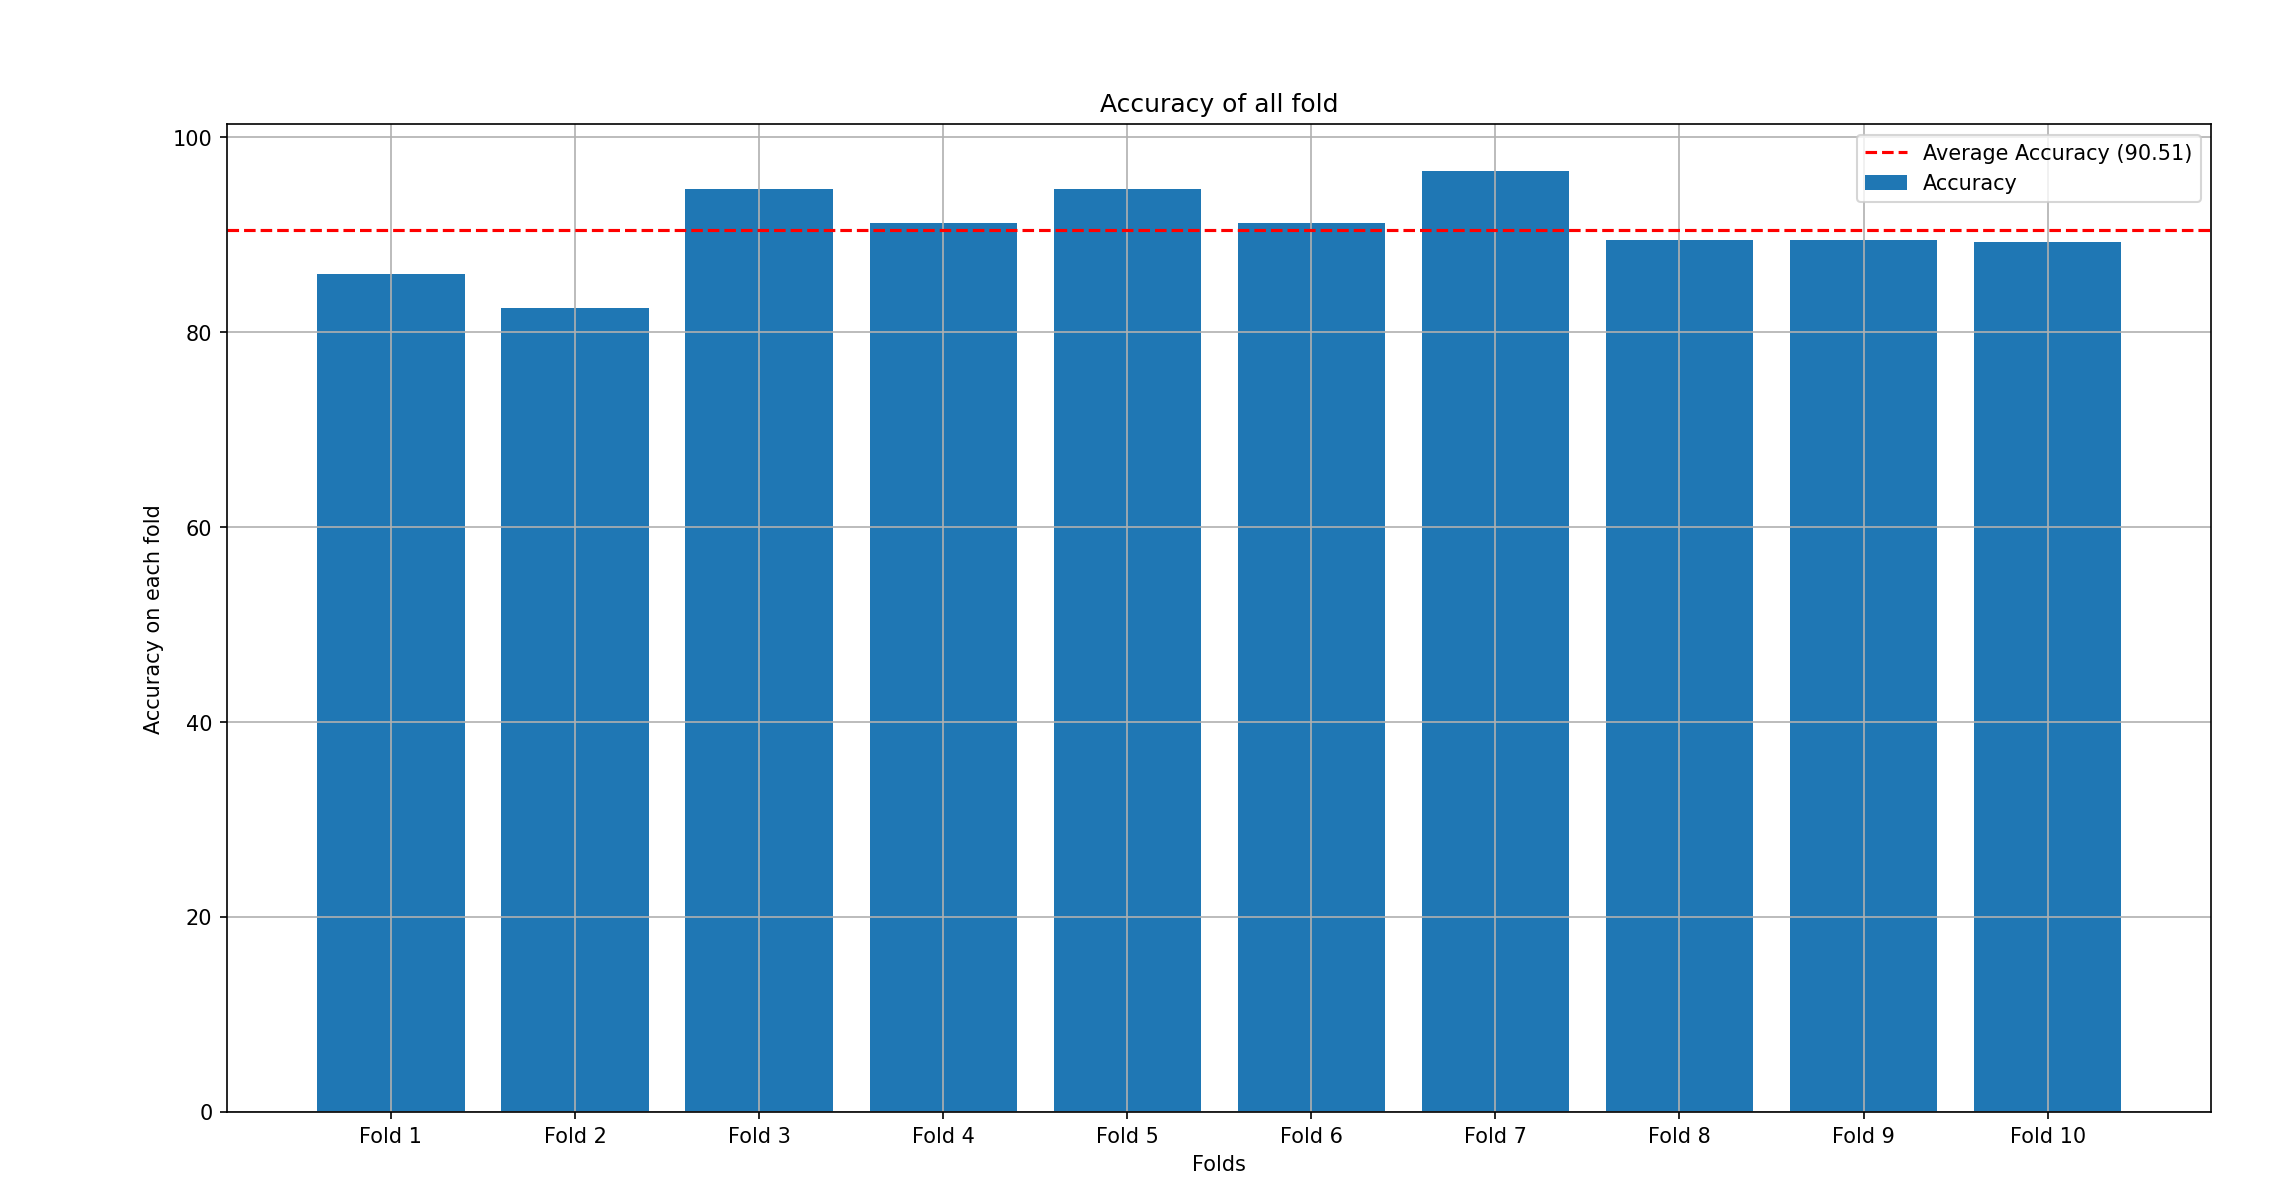 Accuracy of all fold
Average Accuracy (90.51)
Accuracy
100
80
60
40
20
0
Accuracy on each fold
Fold 1 Fold 2 Fold 3 Fold 4 Fold 5 Fold 6 Fold 7 Fold 8 Fold 9 Fold 10
Folds